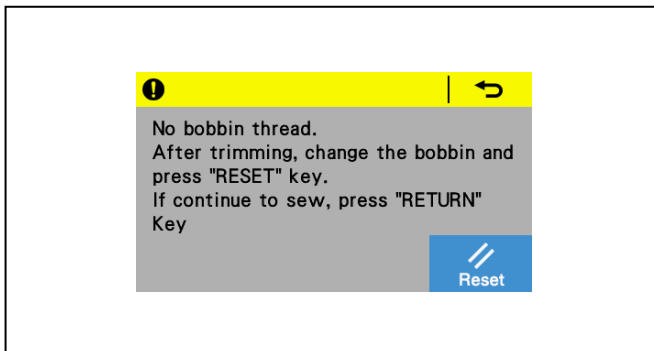 No bobbin thread.
After trimming, change the bobbin and
press "RESET" key.
If continue to sew, press "RETURN"
Key
Reset